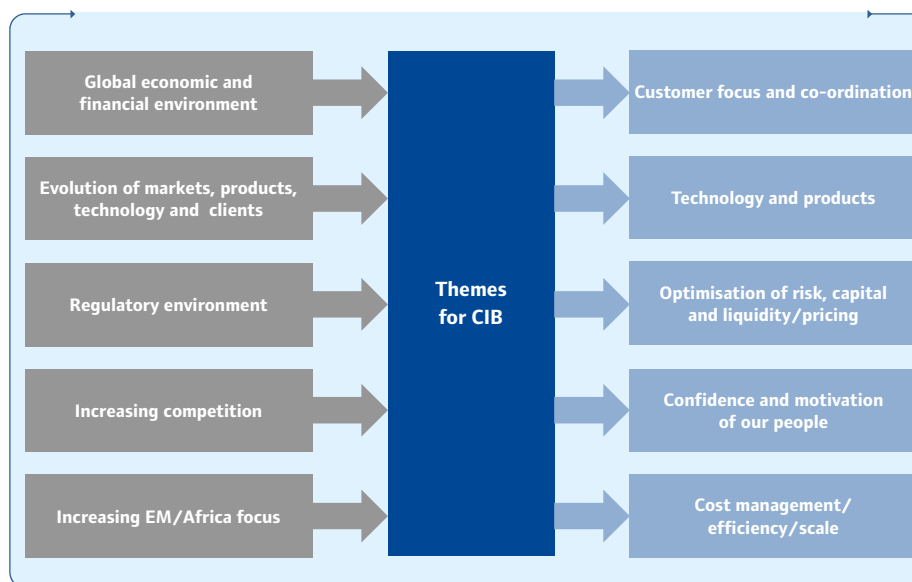 Global economic and
financial environment
Evolution of markets, products,
technology and clients
Regulatory environment
Increasing competition
Increasing EM/Africa focus
Themes
for CIB
Customer focus and co-ordination
Technology and products
Optimisation of risk, capital
and liquidity/pricing
Confidence and motivation
of our people
Cost management/
efficiency/scale